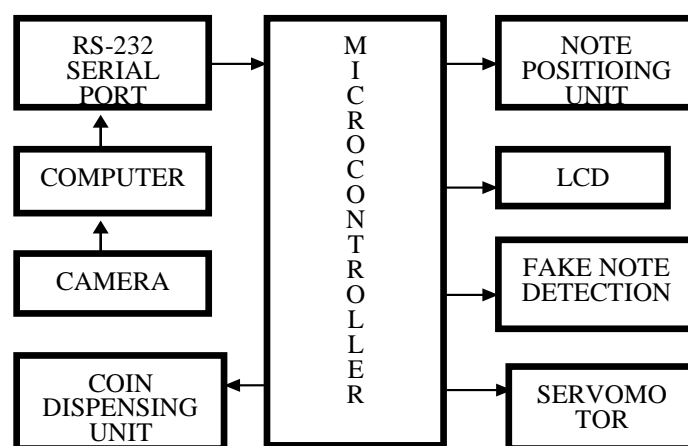 RS-232
SERIAL
PORT
COMPUTER
CAMERA
COIN
DISPENSING
UNIT
M
I
C
R
O
C
O
N
T
R
O
L
L
E
R
NOTE
POSITIOING
UNIT
LCD
FAKE NOTE
DETECTION
SERVOMO
TOR